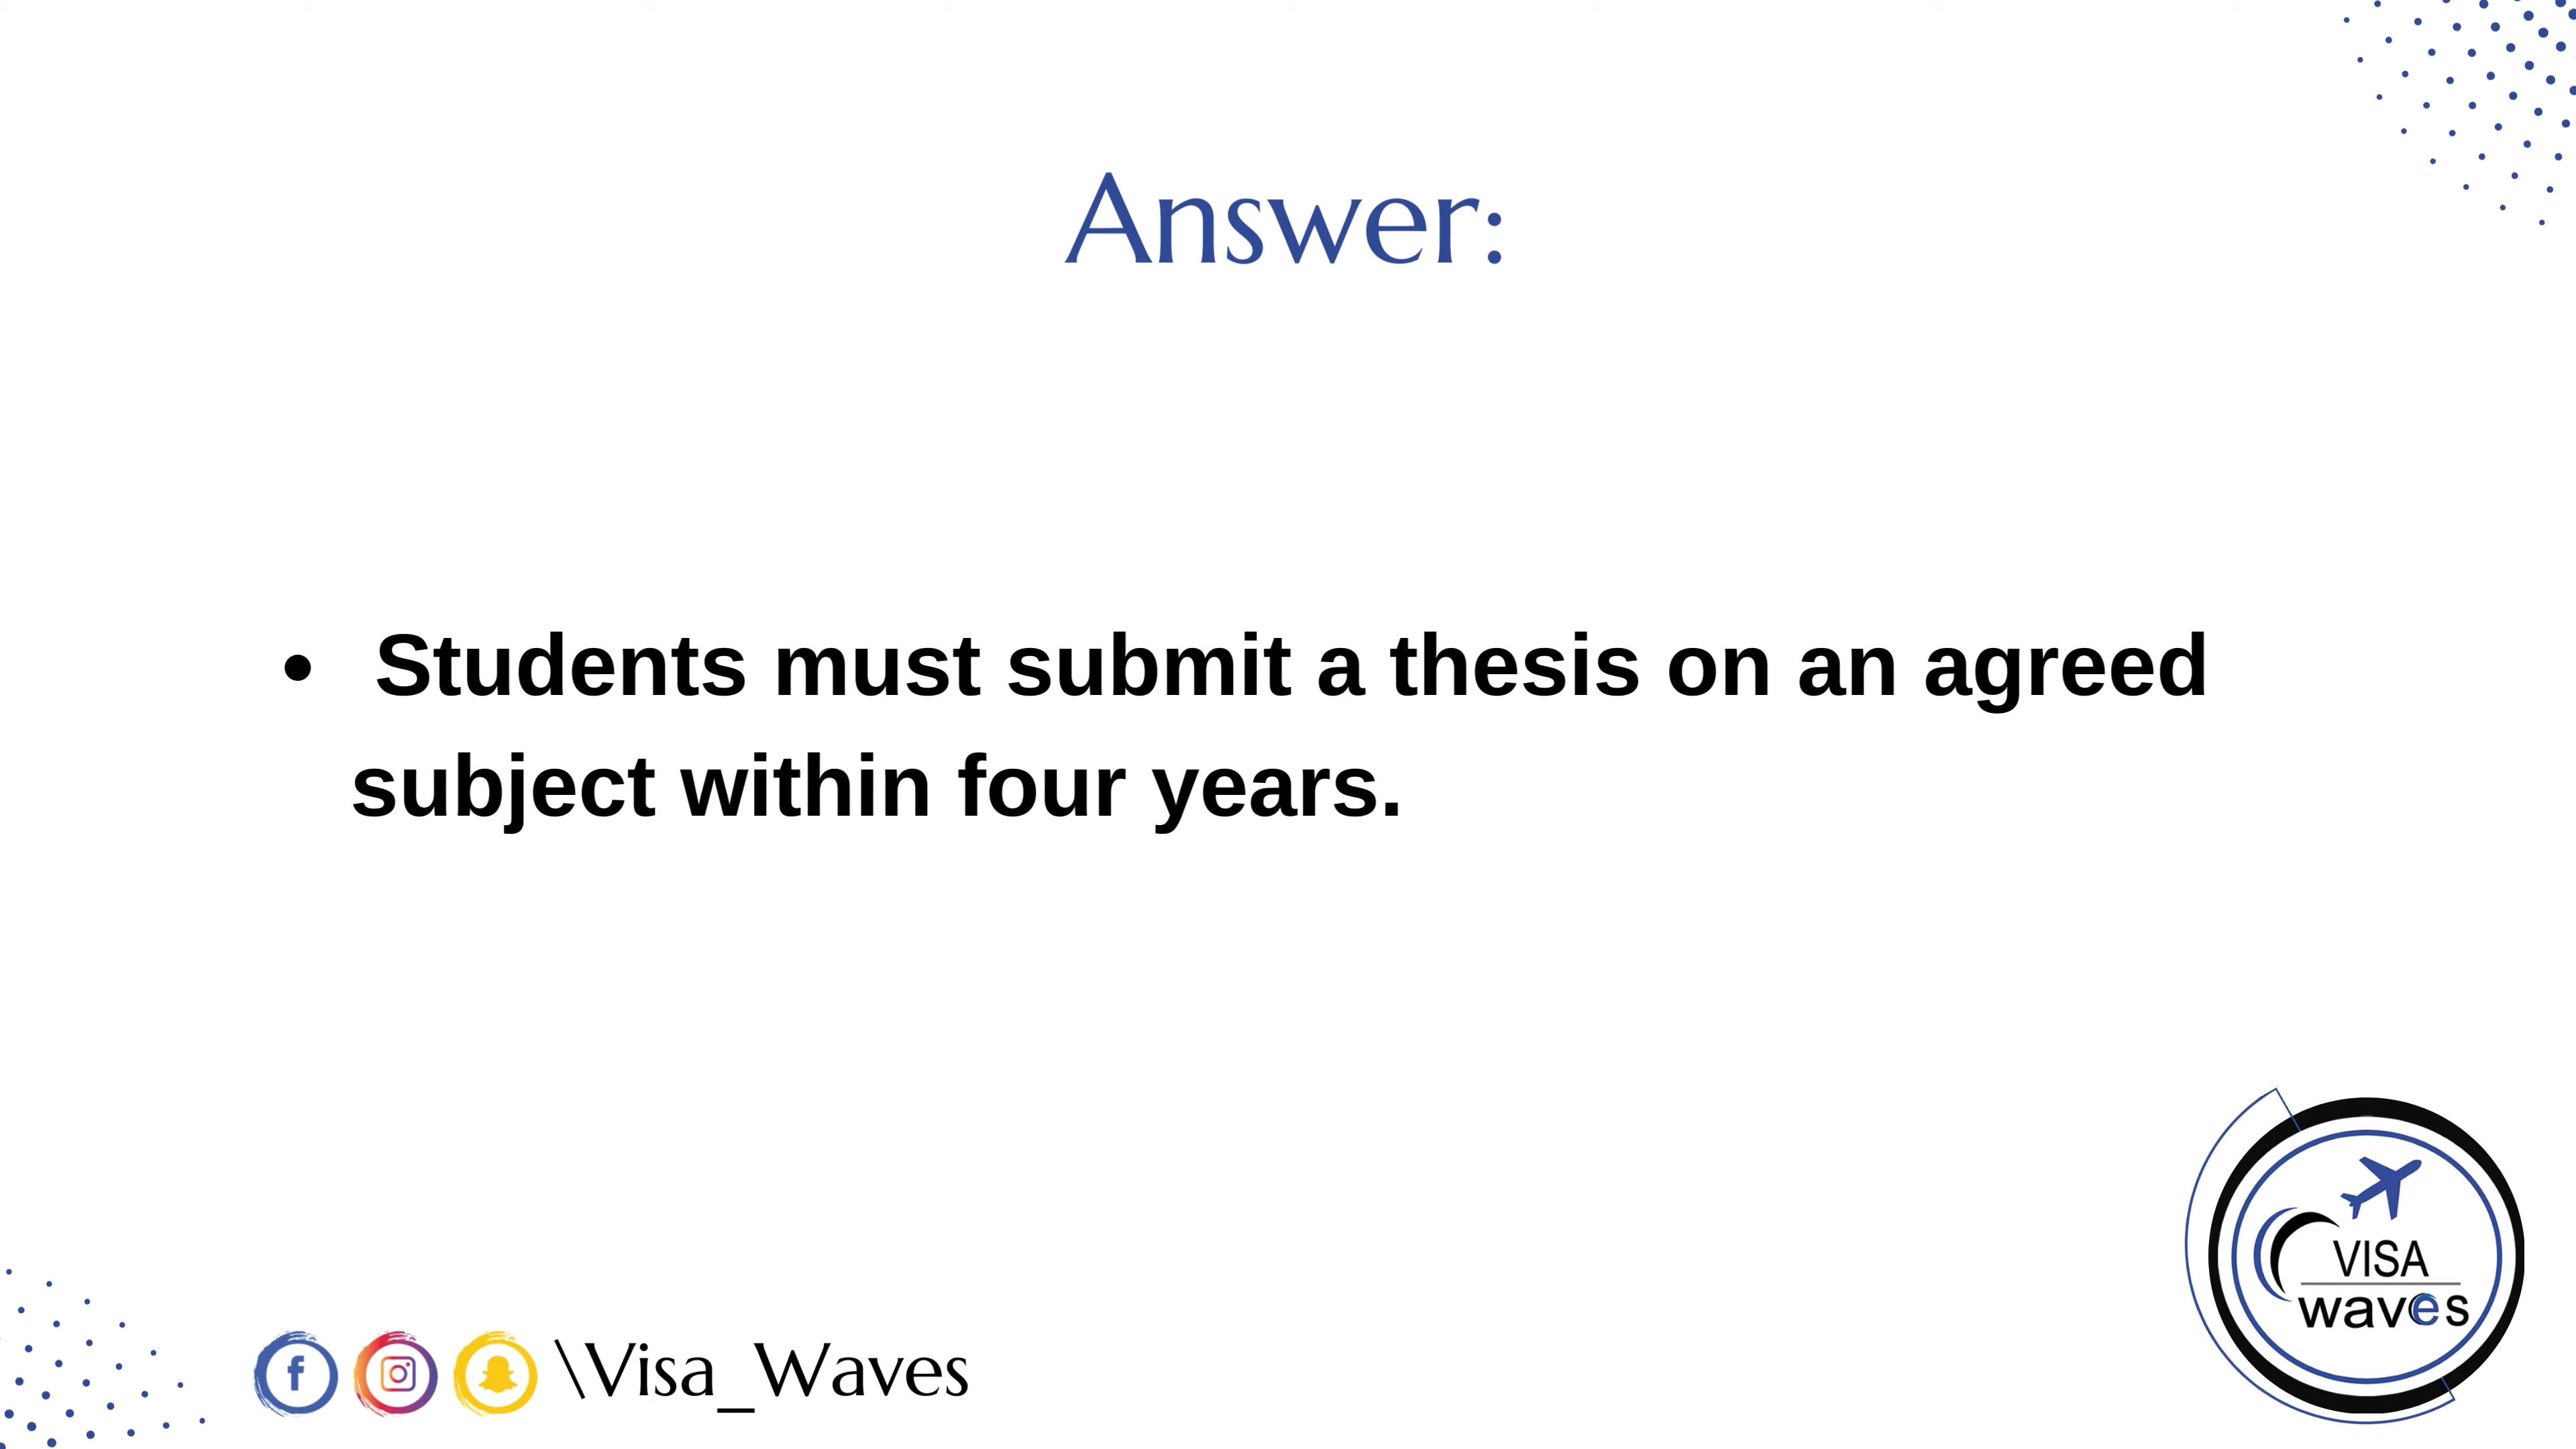 Answer:
• Students must submit a thesis on an agreed
subject within four years.
VISA
waves
\Visa_Waves